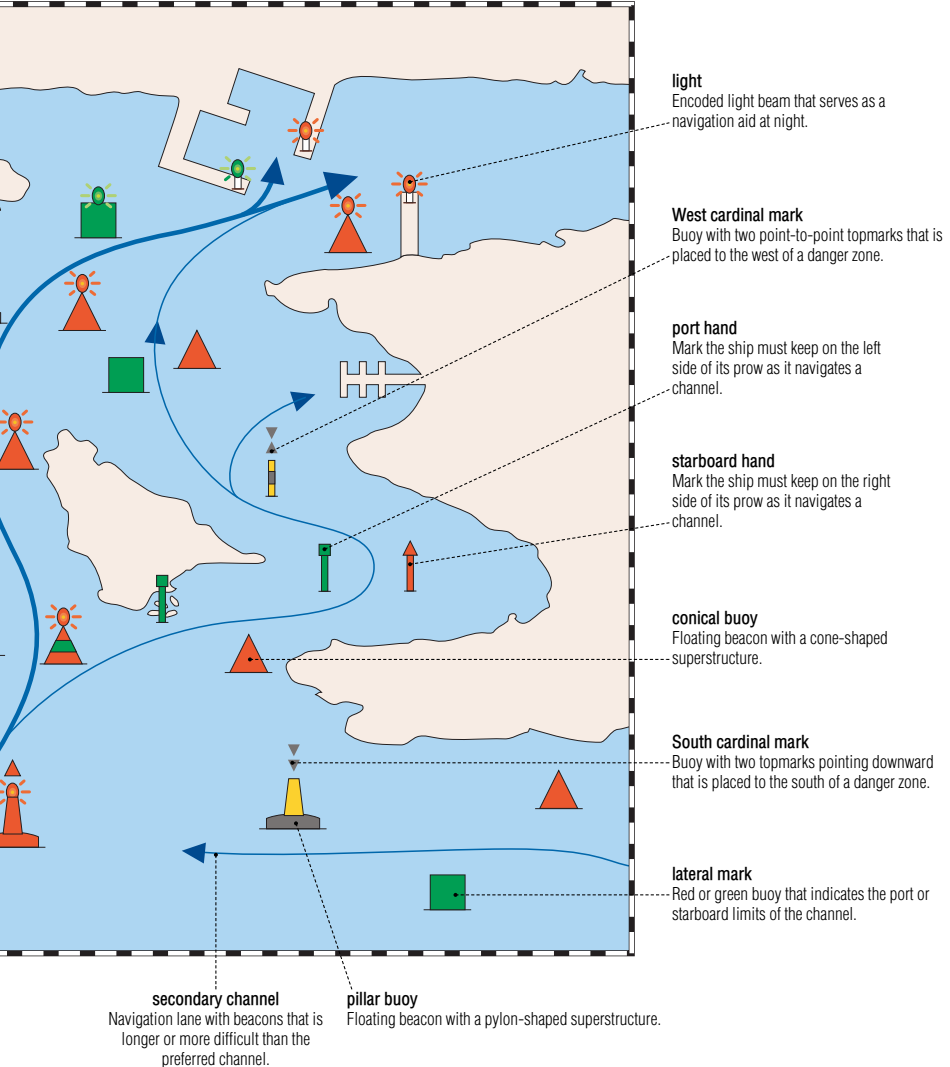 light
Encoded light beam that serves as a
navigation aid at night.
West cardinal mark
Buoy with two point-to-point topmarks that is
placed to the west of a danger zone.
port hand
Mark the ship must keep on the left
side of its prow as it navigates a
channel.
starboard hand
Mark the ship must keep on the right
side of its prow as it navigates a
channel.
conical buoy
Floating beacon with a cone-shaped
superstructure.
South cardinal mark
Buoy with two topmarks pointing downward
that is placed to the south of a danger zone.
lateral mark
Red or green buoy that indicates the port or
starboard limits of the channel.
secondary channel
Navigation lane with beacons that is
longer or more difficult than the
preferred channel.
pillar buoy
Floating beacon with a pylon-shaped superstructure.